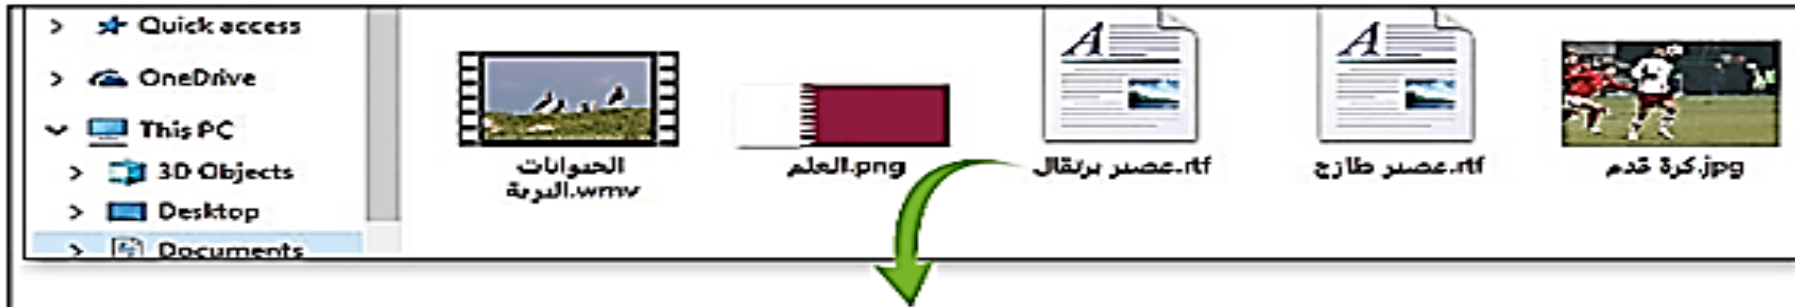 Quick access
OneDrive
This PC
3D Objects
Desktop
Documents
الحيوانات
البرية.wmv
العلم.png
عصير برتقال.rtf
عصير طازج.rtf
كرة قدم.jpg